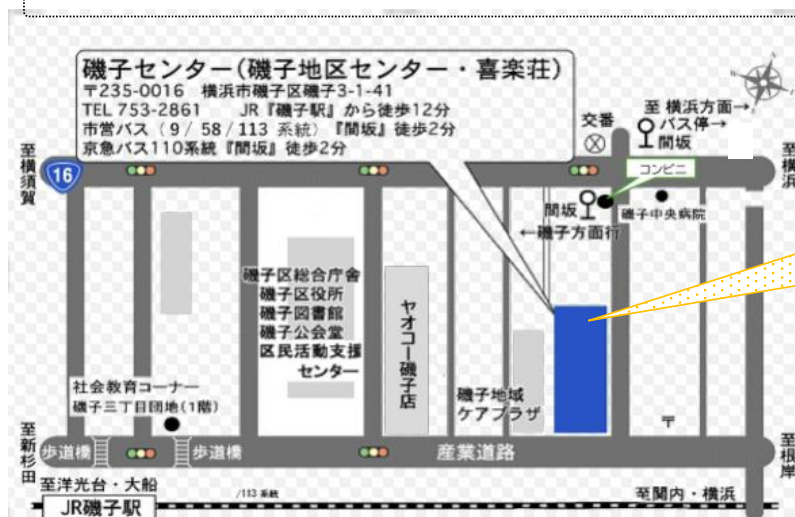 磯子センター(磯子地区センター・喜楽荘)
〒235-0016 横浜市磯子区磯子3-1-41
TEL 753-2861 JR『磯子駅』から徒歩12分
市営バス(9/58/113 系統)『間坂』徒歩2分
京急バス110系統『間坂』徒歩2分
至横須賀
16
交番
至 横浜方面→
バス停→
間坂
至横浜
コンビニ
間坂
←磯子方面行
磯子中央病院
磯子区総合庁舎
磯子区役所
磯子図書館
磯子公会堂
区民活動支援
センター
ヤオコー磯子店
磯子地域
ケアプラザ
社会教育コーナー
磯子三丁目団地(1階)
〒
至新杉田
歩道橋
歩道橋
産業道路
至根岸
至洋光台・大船
/113 系統
至関内・横浜
JR磯子駅